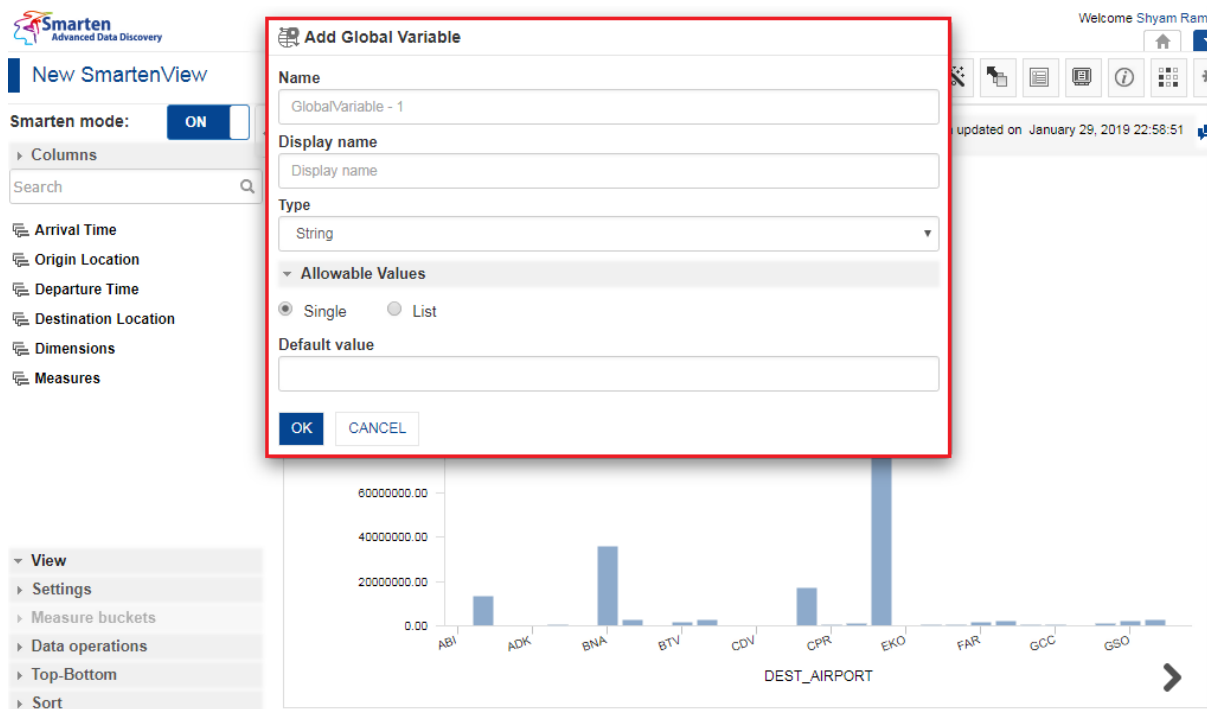 Smarten
Advanced Data Discovery
Welcome Shyam Ram
New SmartenView
Smarten mode:
ON
updated on January 29, 2019 22:58:51
Columns
Search
Arrival Time
Origin Location
Departure Time
Destination Location
Dimensions
Measures
View
Settings
Measure buckets
Data operations
Top-Bottom
Sort
Add Global Variable
Name
GlobalVariable - 1
Display name
Display name
Type
String
Allowable Values
Single List
Default value
OK CANCEL
60000000.00
40000000.00
20000000.00
0.00
ABI ADK BNA BTV CDV CPR EKO FAR GCC GSO
DEST_AIRPORT